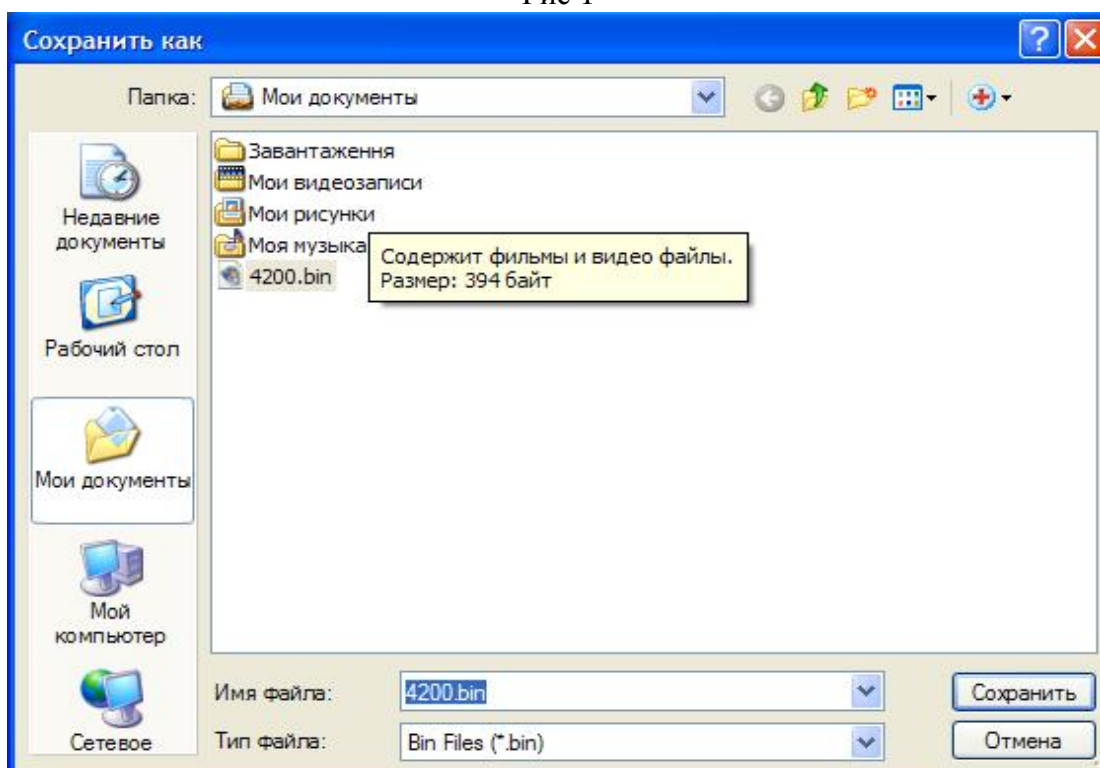 Рис 1
Сохранить как
Папка:
Мои документы
Завантаження
Мои видеозаписи
Мои рисунки
Моя музыка
4200.bin
Содержит фильмы и видео файлы.
Размер: 394 байт
Недавние
документы
Рабочий стол
Мои документы
Мой
компьютер
Сетевое
Имя файла:
4200.bin
Сохранить
Тип файла:
Bin Files (*.bin)
Отмена